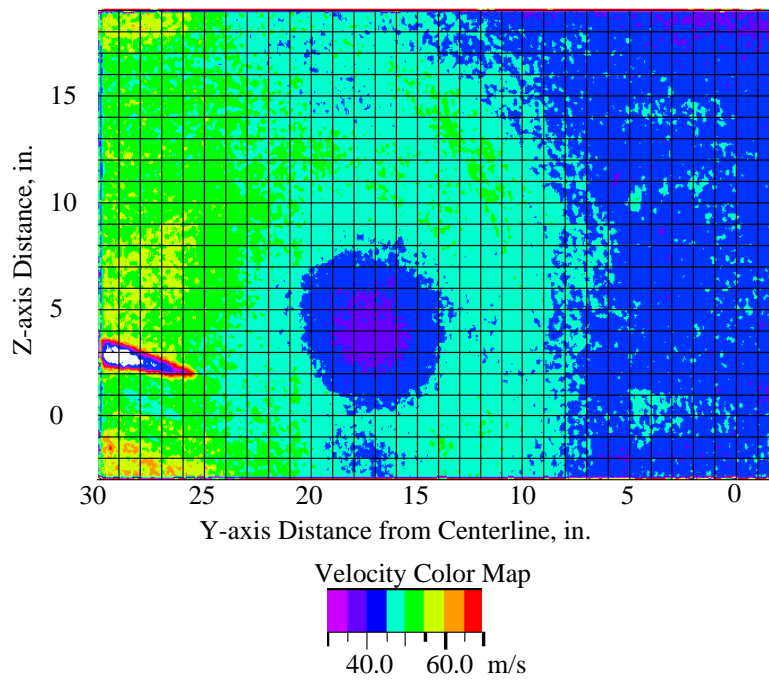 15
10
5
0
Z-axis Distance, in.
30 25 20 15 10 5 0
Y-axis Distance from Centerline, in.
Velocity Color Map
40.0 60.0 m/s